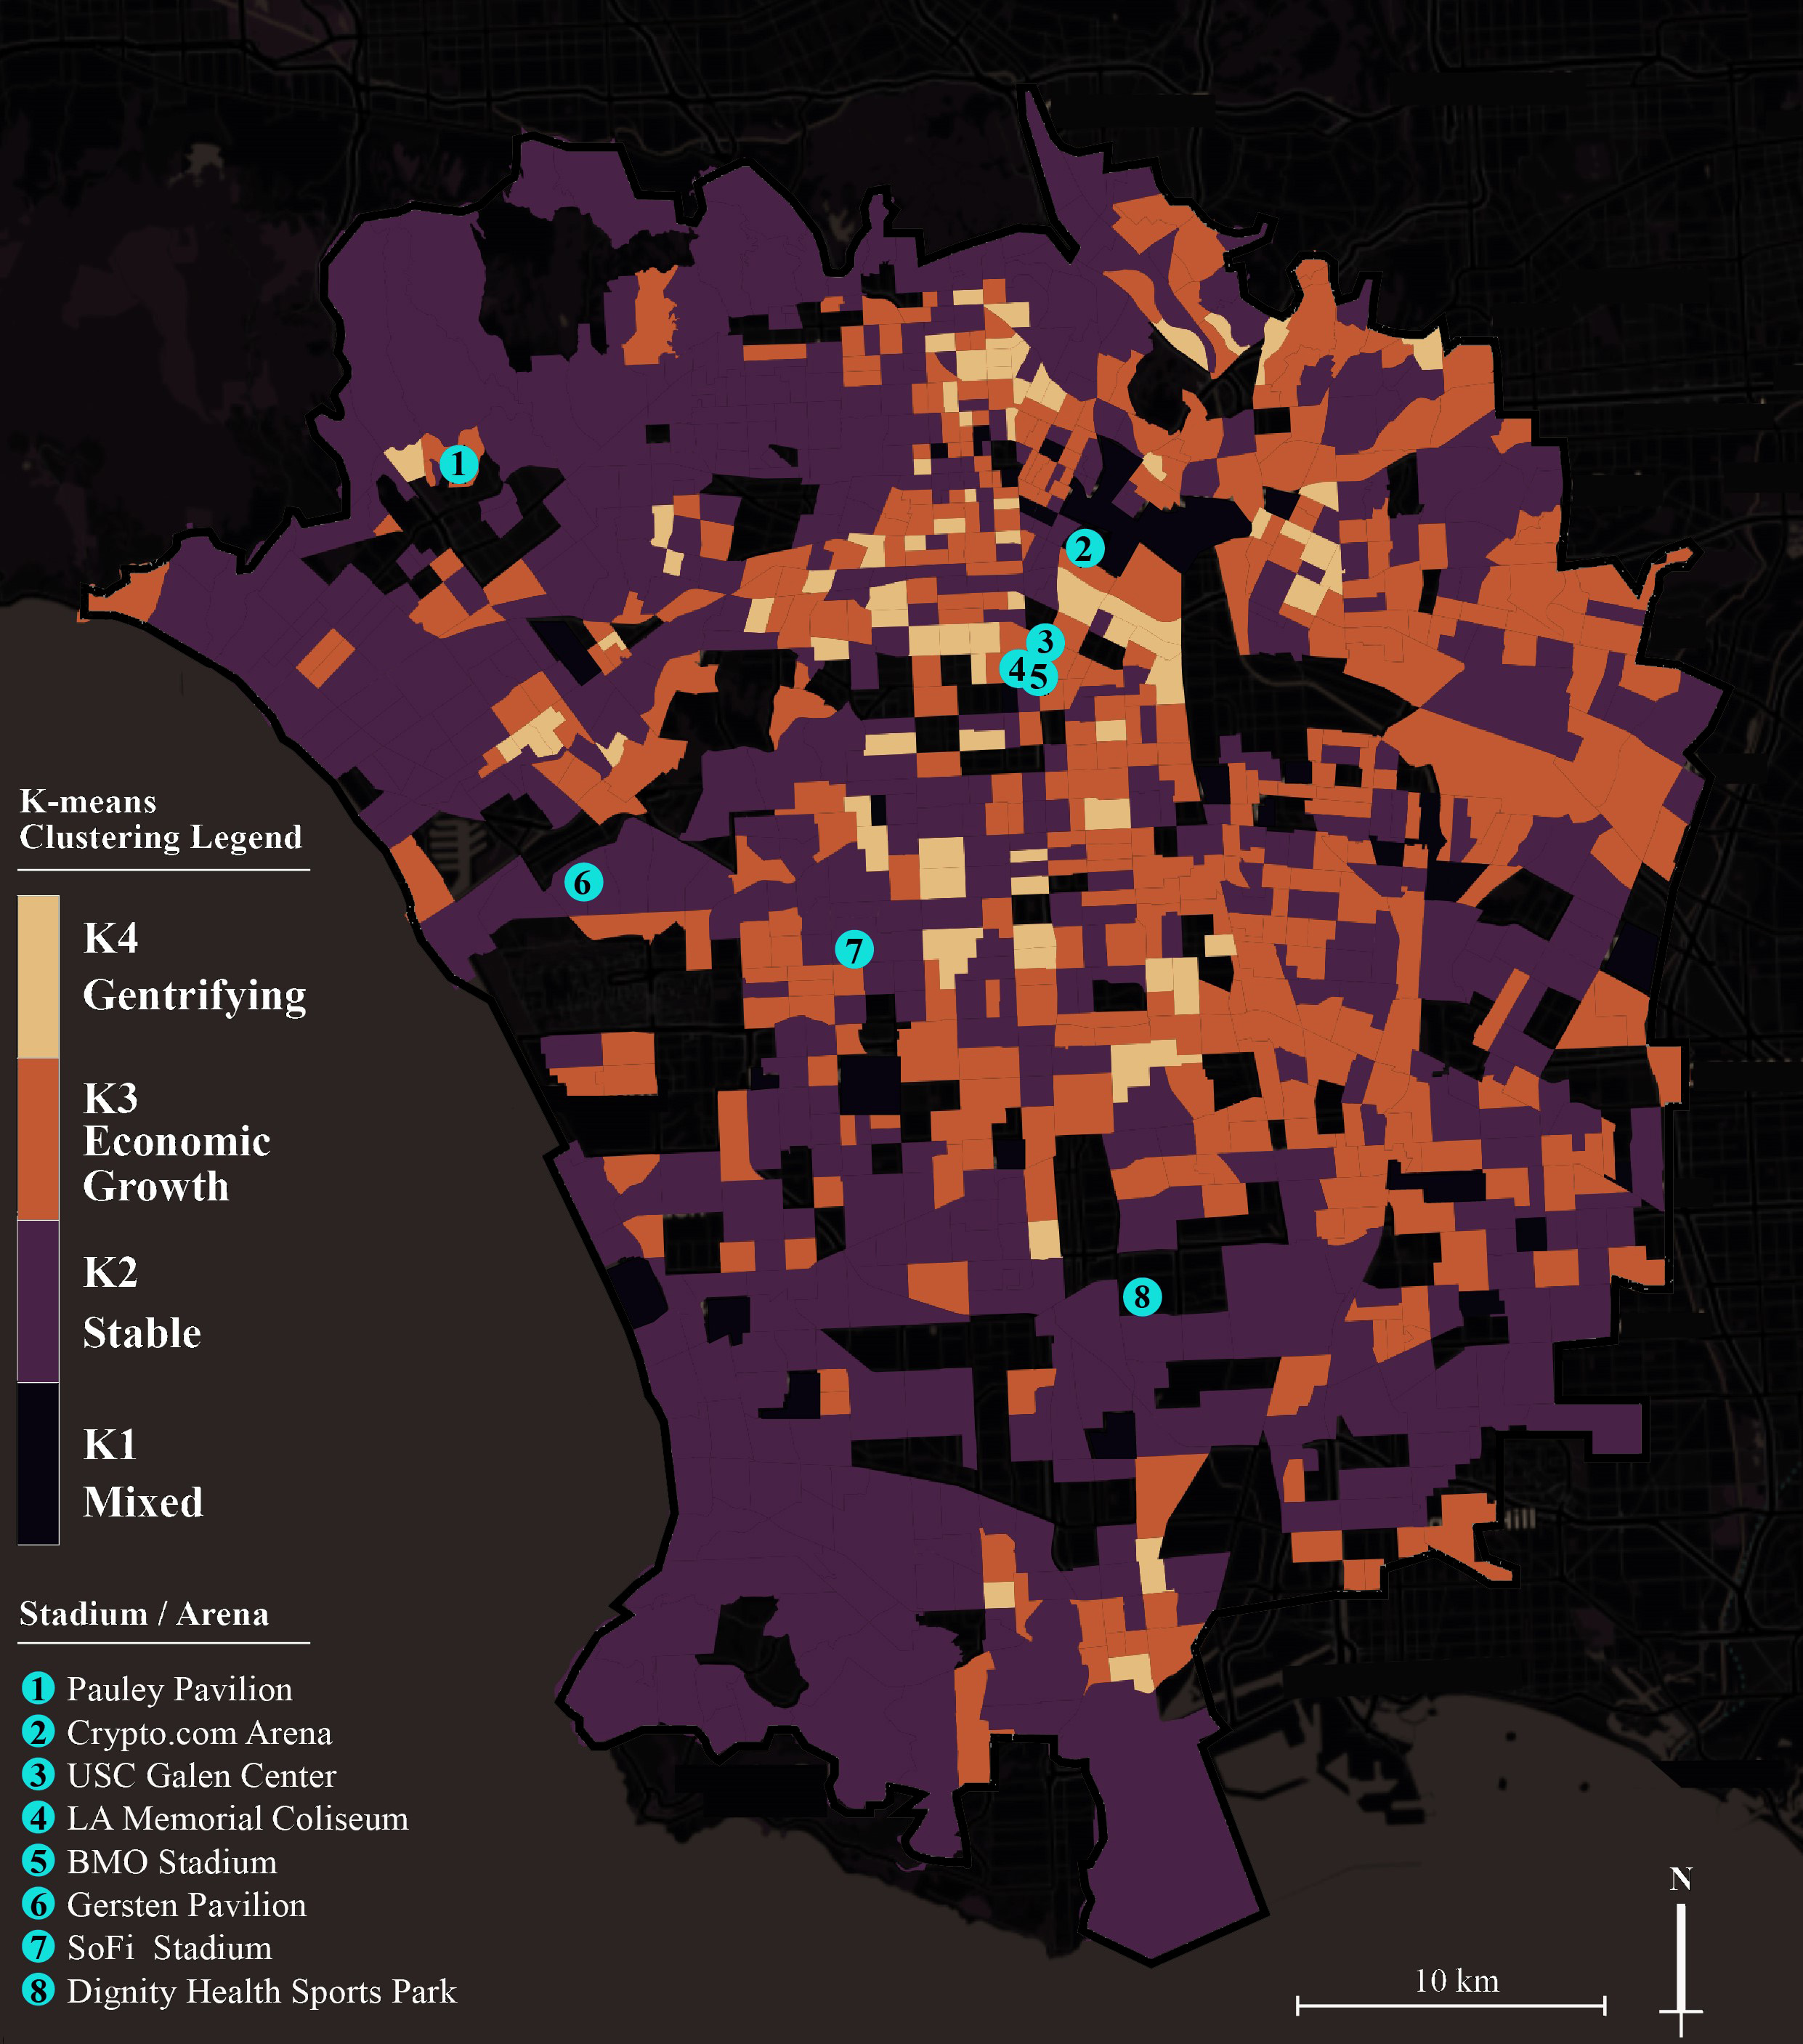 1
2
3
4
5
6
7
8
K-means
Clustering Legend
K4
Gentrifying
K3
Economic
Growth
K2
Stable
K1
Mixed
Stadium / Arena
1 Pauley Pavilion
2 Crypto.com Arena
3 USC Galen Center
4 LA Memorial Coliseum
5 BMO Stadium
6 Gersten Pavilion
7 SoFi Stadium
8 Dignity Health Sports Park
N
10 km